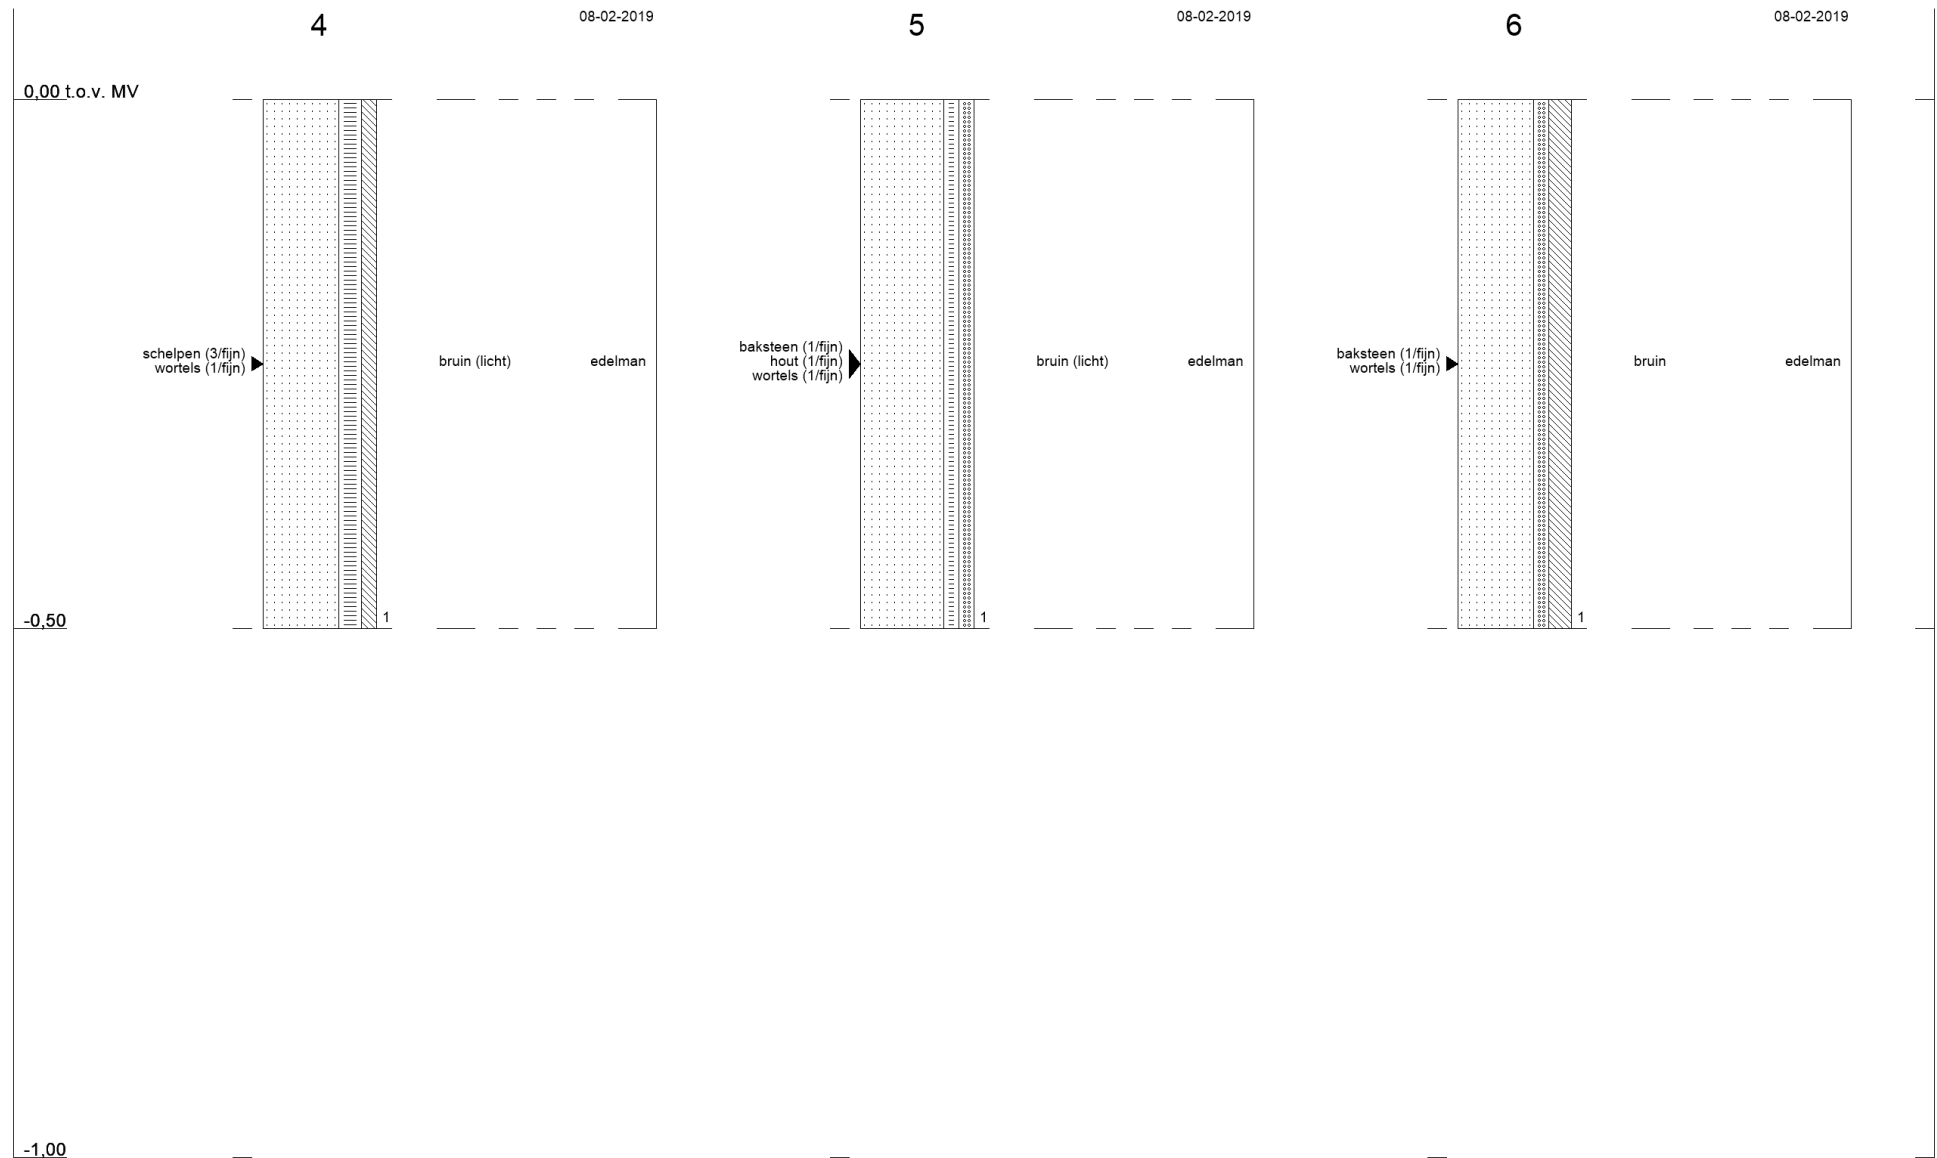 4
08-02-2019
5
08-02-2019
6
08-02-2019
0,00 t.o.v. MV
schelpen (3/fijn)
wortels (1/fijn)
bruin (licht)
edelman
baksteen (1/fijn)
hout (1/fijn)
wortels (1/fijn)
bruin (licht)
edelman
baksteen (1/fijn)
wortels (1/fijn)
bruin
edelman
-0,50
1
1
1
-1,00